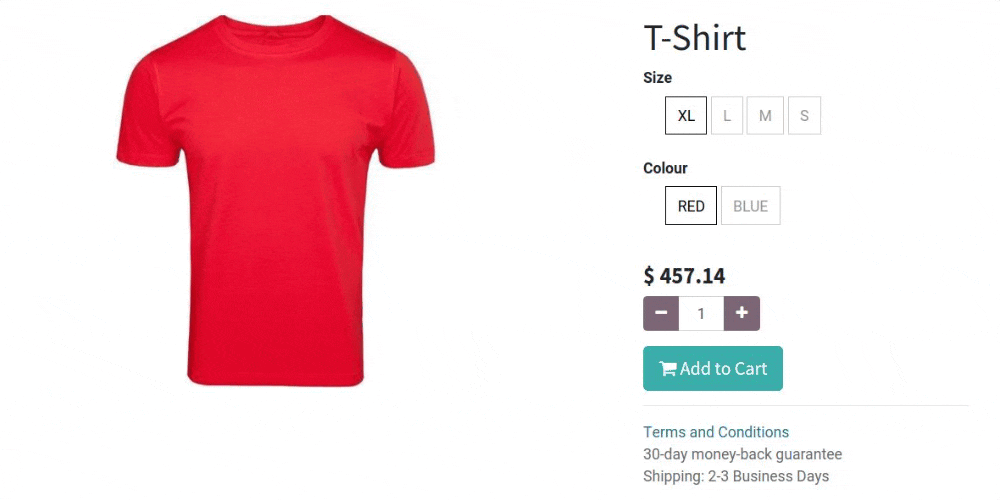 T-Shirt
Size
XL L M S
Colour
RED BLUE
$ 457.14
1
Add to Cart
Terms and Conditions
30-day money-back guarantee
Shipping: 2-3 Business Days